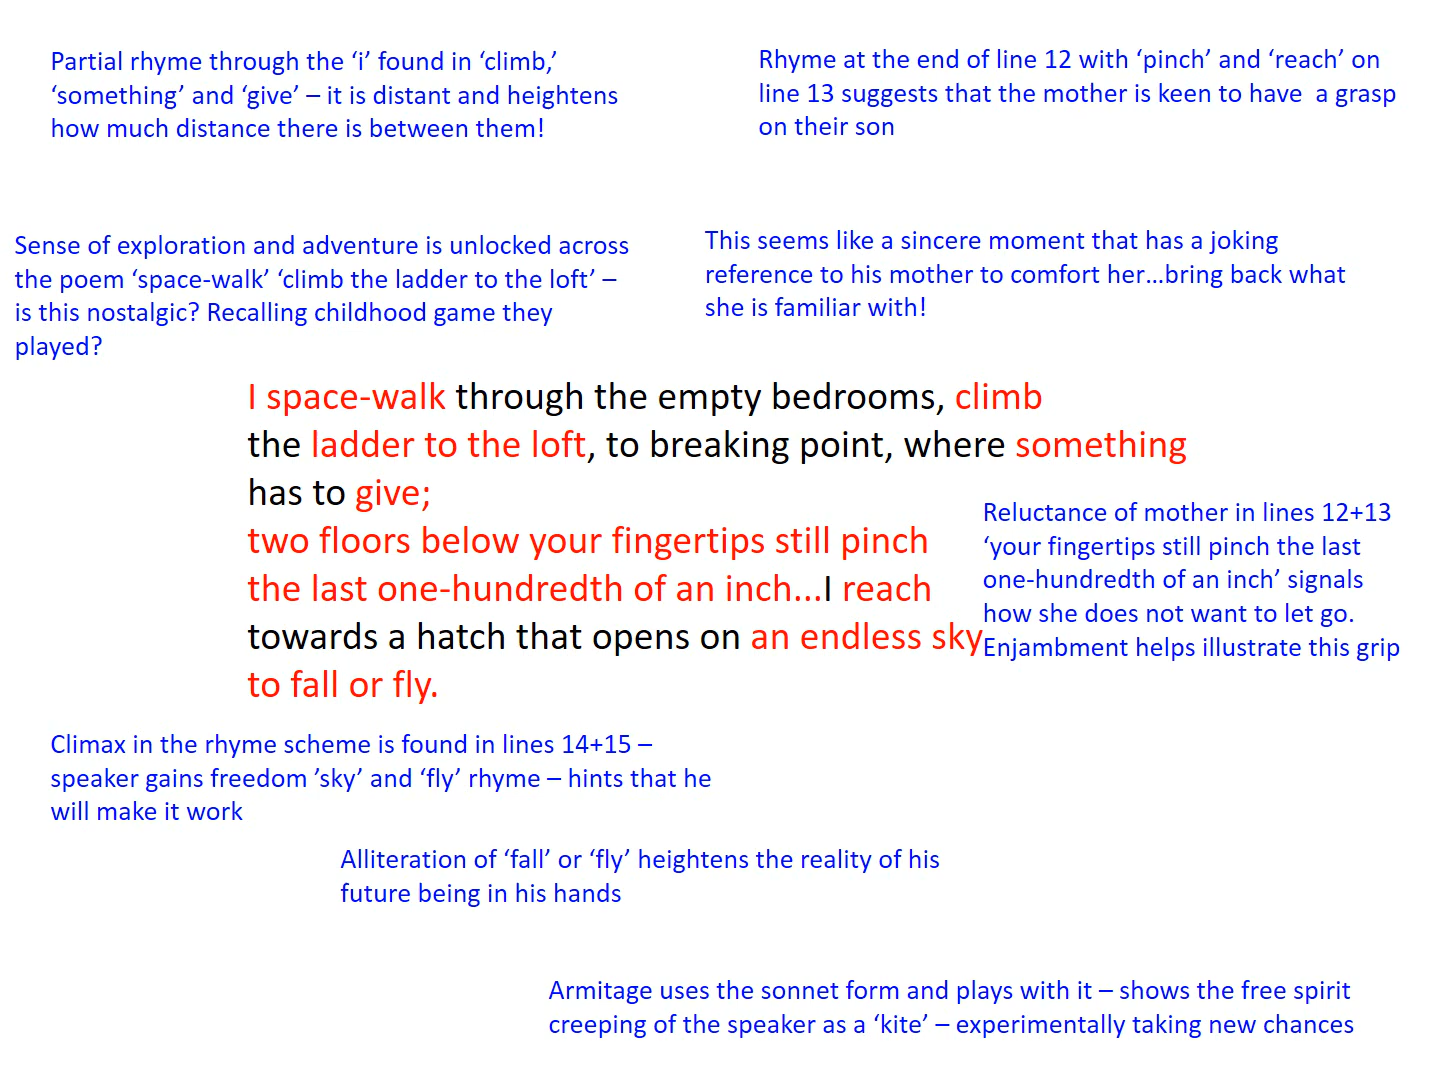 Partial rhyme through the ‘i’ found in ‘climb,’
‘something’ and ‘give’ – it is distant and heightens
how much distance there is between them!
Rhyme at the end of line 12 with ‘pinch’ and ‘reach’ on
line 13 suggests that the mother is keen to have  a grasp
on their son
Sense of exploration and adventure is unlocked across
the poem ‘space-walk’ ‘climb the ladder to the loft’ –
is this nostalgic? Recalling childhood game they
played?
This seems like a sincere moment that has a joking
reference to his mother to comfort her...bring back what
she is familiar with!
I space-walk through the empty bedrooms, climb
the ladder to the loft, to breaking point, where something
has to give;
two floors below your fingertips still pinch
the last one-hundredth of an inch...I reach
towards a hatch that opens on an endless sky
to fall or fly.
Reluctance of mother in lines 12+13
‘your fingertips still pinch the last
one-hundredth of an inch’ signals
how she does not want to let go.
Enjambment helps illustrate this grip
Climax in the rhyme scheme is found in lines 14+15 –
speaker gains freedom ’sky’ and ‘fly’ rhyme – hints that he
will make it work
Alliteration of ‘fall’ or ‘fly’ heightens the reality of his
future being in his hands
Armitage uses the sonnet form and plays with it – shows the free spirit
creeping of the speaker as a ‘kite’ – experimentally taking new chances